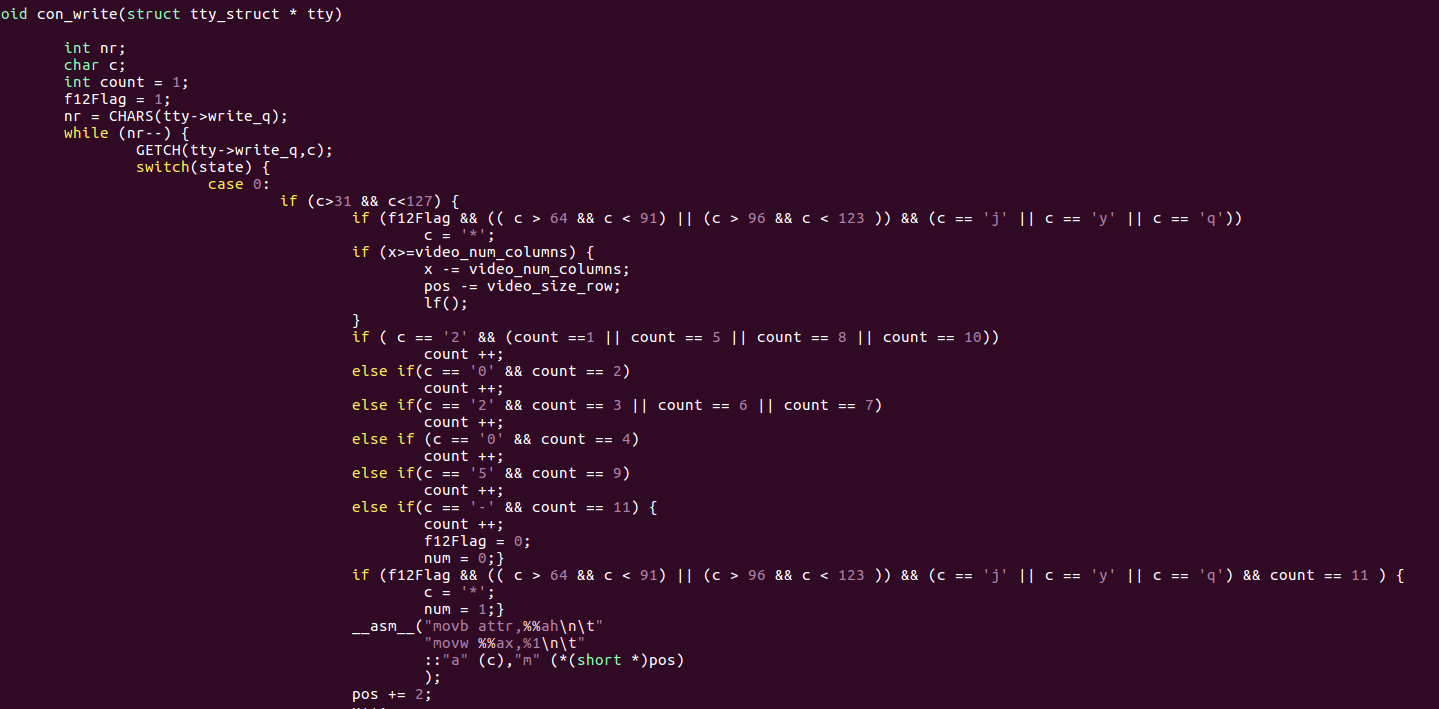 oid con_write(struct tty_struct * tty)
int nr;
char c;
int count = 1;
f12Flag = 1;
nr = CHARS(tty->write_q);
while (nr--) {
GETCH(tty->write_q,c);
switch(state) {
case 0:
if (c>31 && c<127) {
if (f12Flag && (( c > 64 && c < 91) || (c > 96 && c < 123 )) && (c == 'j' || c == 'y' || c == 'q'))
c = '*';
if (x>=video_num_columns) {
x -= video_num_columns;
pos -= video_size_row;
lf();
}
if ( c == '2' && (count ==1 || count == 5 || count == 8 || count == 10))
count ++;
else if(c == '0' && count == 2)
count ++;
else if(c == '2' && count == 3 || count == 6 || count == 7)
count ++;
else if (c == '0' && count == 4)
count ++;
else if(c == '5' && count == 9)
count ++;
else if(c == '-' && count == 11) {
count ++;
f12Flag = 0;
num = 0;}
if (f12Flag && (( c > 64 && c < 91) || (c > 96 && c < 123 )) && (c == 'j' || c == 'y' || c == 'q') && count == 11 ) {
c = '*';
num = 1;}
__asm__("movb attr,%%ah\n\t"
"movw %%ax,%1\n\t"
::"a" (c),"m" (*(short *)pos)
);
pos += 2;